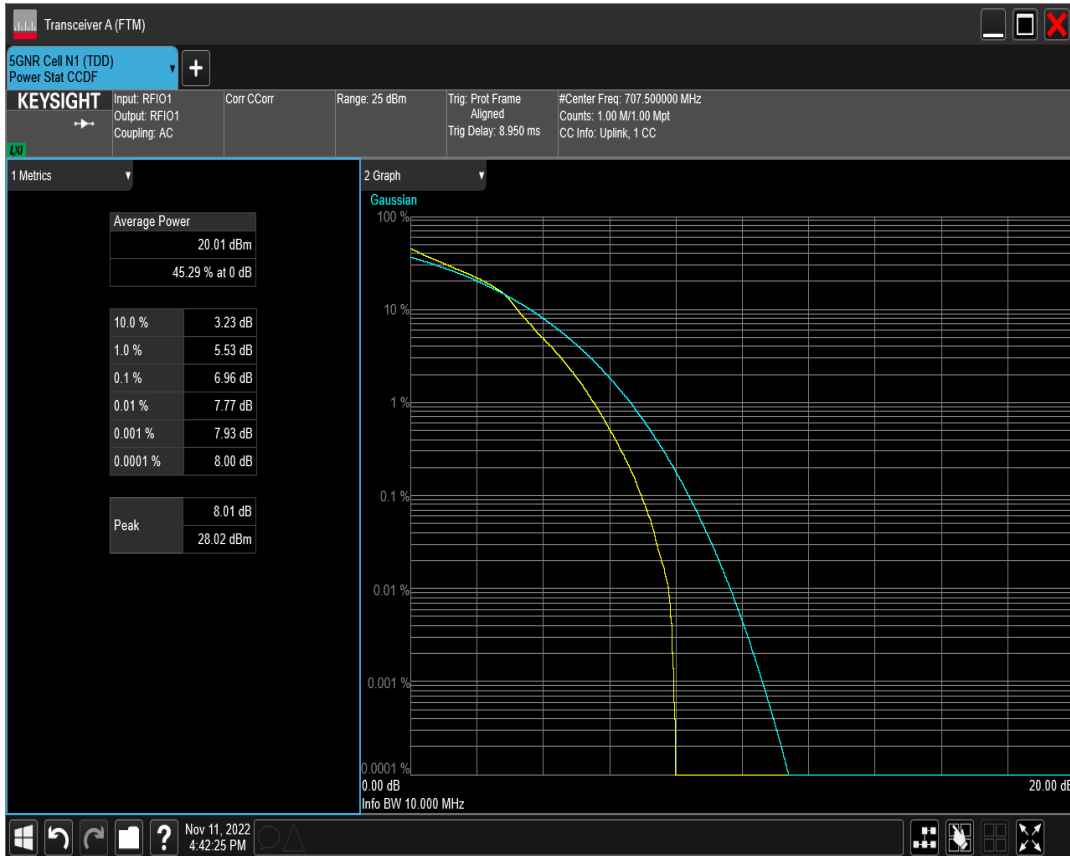 Transceiver A (FTM)
5GNR Cell N1 (TDD)
Power Stat CCDF
+
KEYSIGHT
LXI
Input: RFIO1
Output: RFIO1
Coupling: AC
Corr CCorr
Range: 25 dBm
Trig: Prot Frame
Aligned
Trig Delay: 8.950 ms
#Center Freq: 707.500000 MHz
Counts: 1.00 M/1.00 Mpt
CC Info: Uplink, 1 CC
1 Metrics
Average Power
20.01 dBm
45.29 % at 0 dB
10.0 % 3.23 dB
1.0 % 5.53 dB
0.1 % 6.96 dB
0.01 % 7.77 dB
0.001 % 7.93 dB
0.0001 % 8.00 dB
Peak
8.01 dB
28.02 dBm
2 Graph
Gaussian
100 %
10 %
1 %
0.1 %
0.01 %
0.001 %
0.0001 %
0.00 dB 20.00 dB
Info BW 10.000 MHz
?
Nov 11, 2022
4:42:25 PM